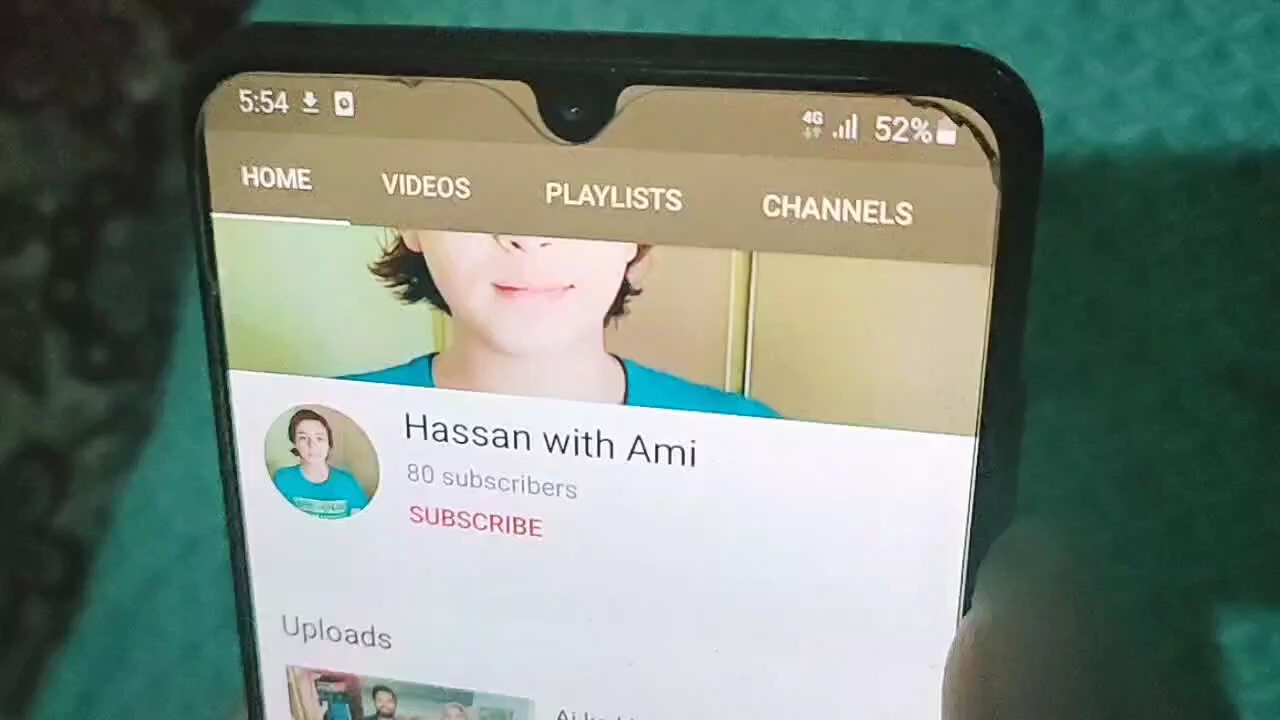 5:54 4G 52%
HOME VIDEOS PLAYLISTS CHANNELS
Hassan with Ami
80 subscribers
SUBSCRIBE
Uploads